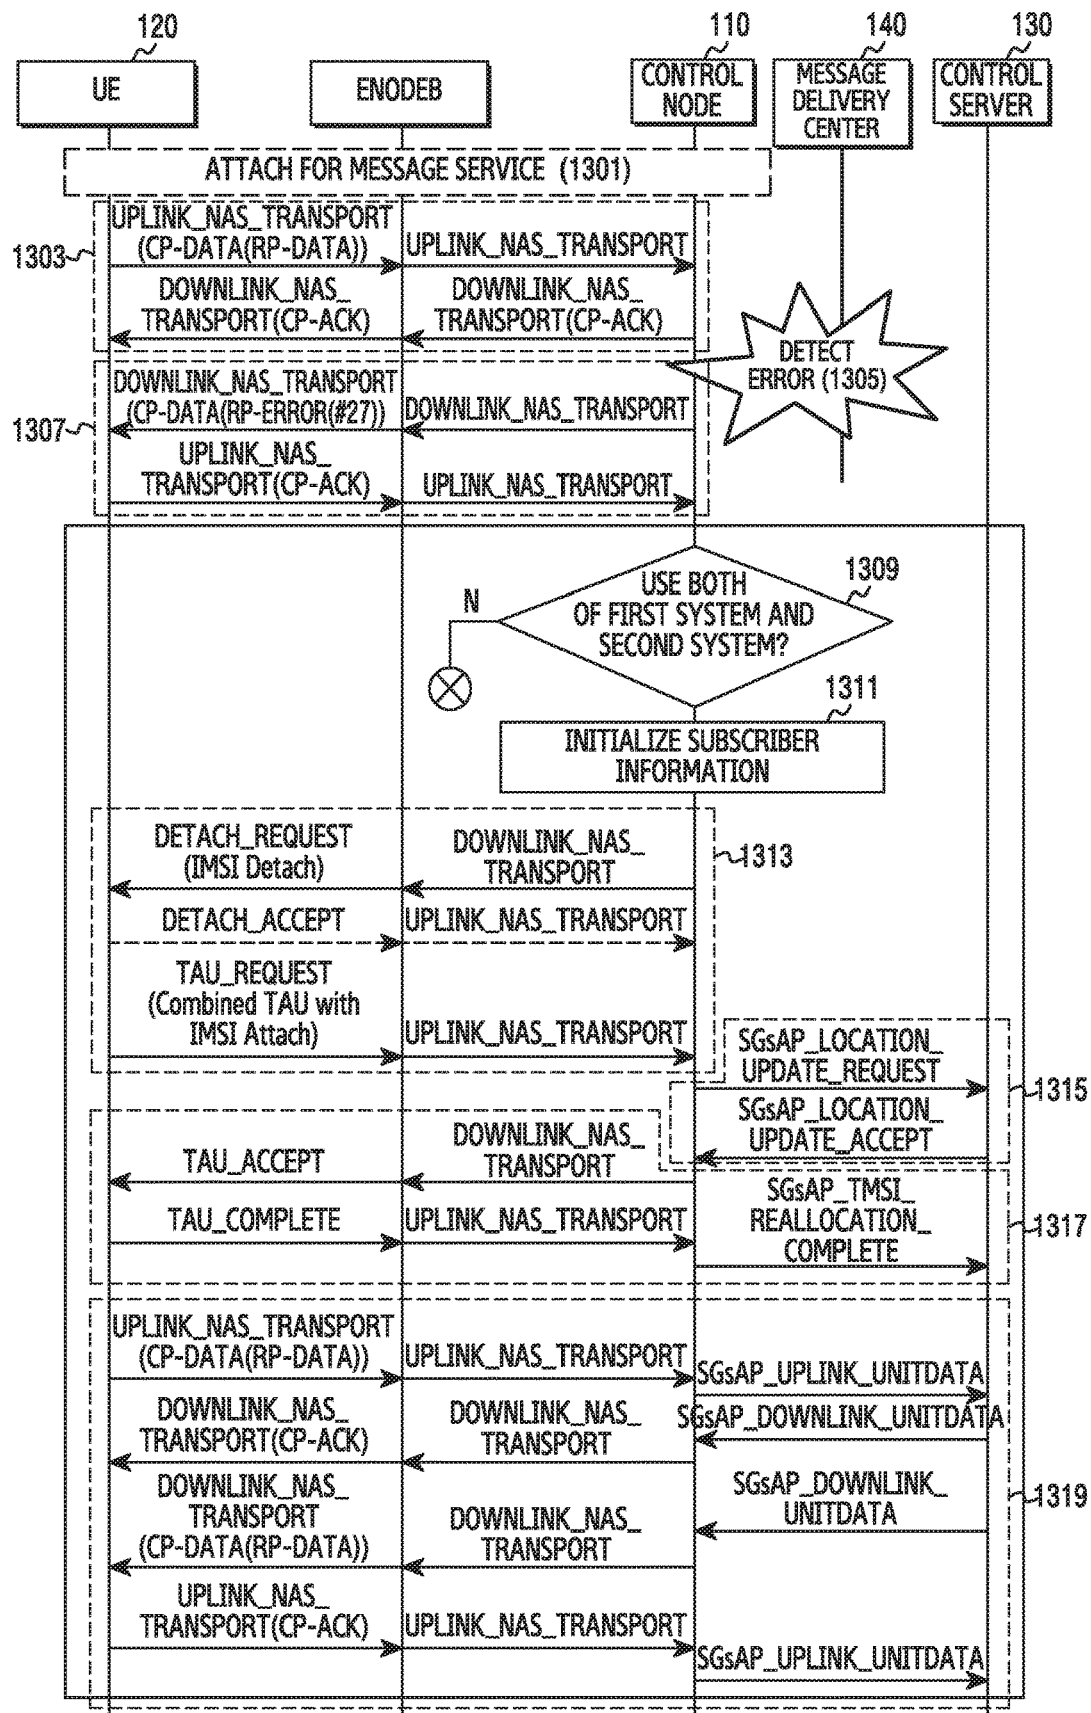 120
110
140
130
UE
ENODEB
CONTROL
NODE
MESSAGE
DELIVERY
CENTER
CONTROL
SERVER
ATTACH FOR MESSAGE SERVICE (1301)
1303
UPLINK_NAS_TRANSPORT
(CP-DATA(RP-DATA))
UPLINK_NAS_TRANSPORT
DOWNLINK_NAS_
TRANSPORT(CP-ACK)
DOWNLINK_NAS_
TRANSPORT(CP-ACK)
DETECT
ERROR (1305)
1307
DOWNLINK_NAS_TRANSPORT
(CP-DATA(RP-ERROR(#27))
DOWNLINK_NAS_TRANSPORT
UPLINK_NAS_
TRANSPORT(CP-ACK)
UPLINK_NAS_TRANSPORT
1309
USE BOTH
OF FIRST SYSTEM AND
SECOND SYSTEM?
N
1311
INITIALIZE SUBSCRIBER
INFORMATION
1313
DETACH_REQUEST
(IMSI Detach)
DOWNLINK_NAS_
TRANSPORT
DETACH_ACCEPT
UPLINK_NAS_TRANSPORT
TAU_REQUEST
(Combined TAU with
IMSI Attach)
UPLINK_NAS_TRANSPORT
SGsAP_LOCATION_
UPDATE_REQUEST
1315
SGsAP_LOCATION_
UPDATE_ACCEPT
TAU_ACCEPT
DOWNLINK_NAS_
TRANSPORT
TAU_COMPLETE
UPLINK_NAS_TRANSPORT
SGsAP_TMSI_
REALLOCATION_
COMPLETE
1317
UPLINK_NAS_TRANSPORT
(CP-DATA(RP-DATA))
UPLINK_NAS_TRANSPORT
SGsAP_UPLINK_UNITDATA
DOWNLINK_NAS_
TRANSPORT(CP-ACK)
DOWNLINK_NAS_
TRANSPORT
SGsAP_DOWNLINK_UNITDATA
DOWNLINK_NAS_
TRANSPORT
(CP-DATA(RP-DATA))
DOWNLINK_NAS_
TRANSPORT
SGsAP_DOWNLINK_
UNITDATA
1319
UPLINK_NAS_
TRANSPORT(CP-ACK)
UPLINK_NAS_TRANSPORT
SGsAP_UPLINK_UNITDATA